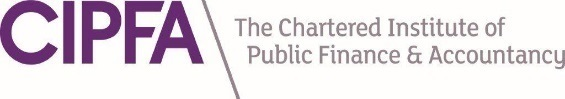 CIPFA
The Chartered Institute of
Public Finance & Accountancy